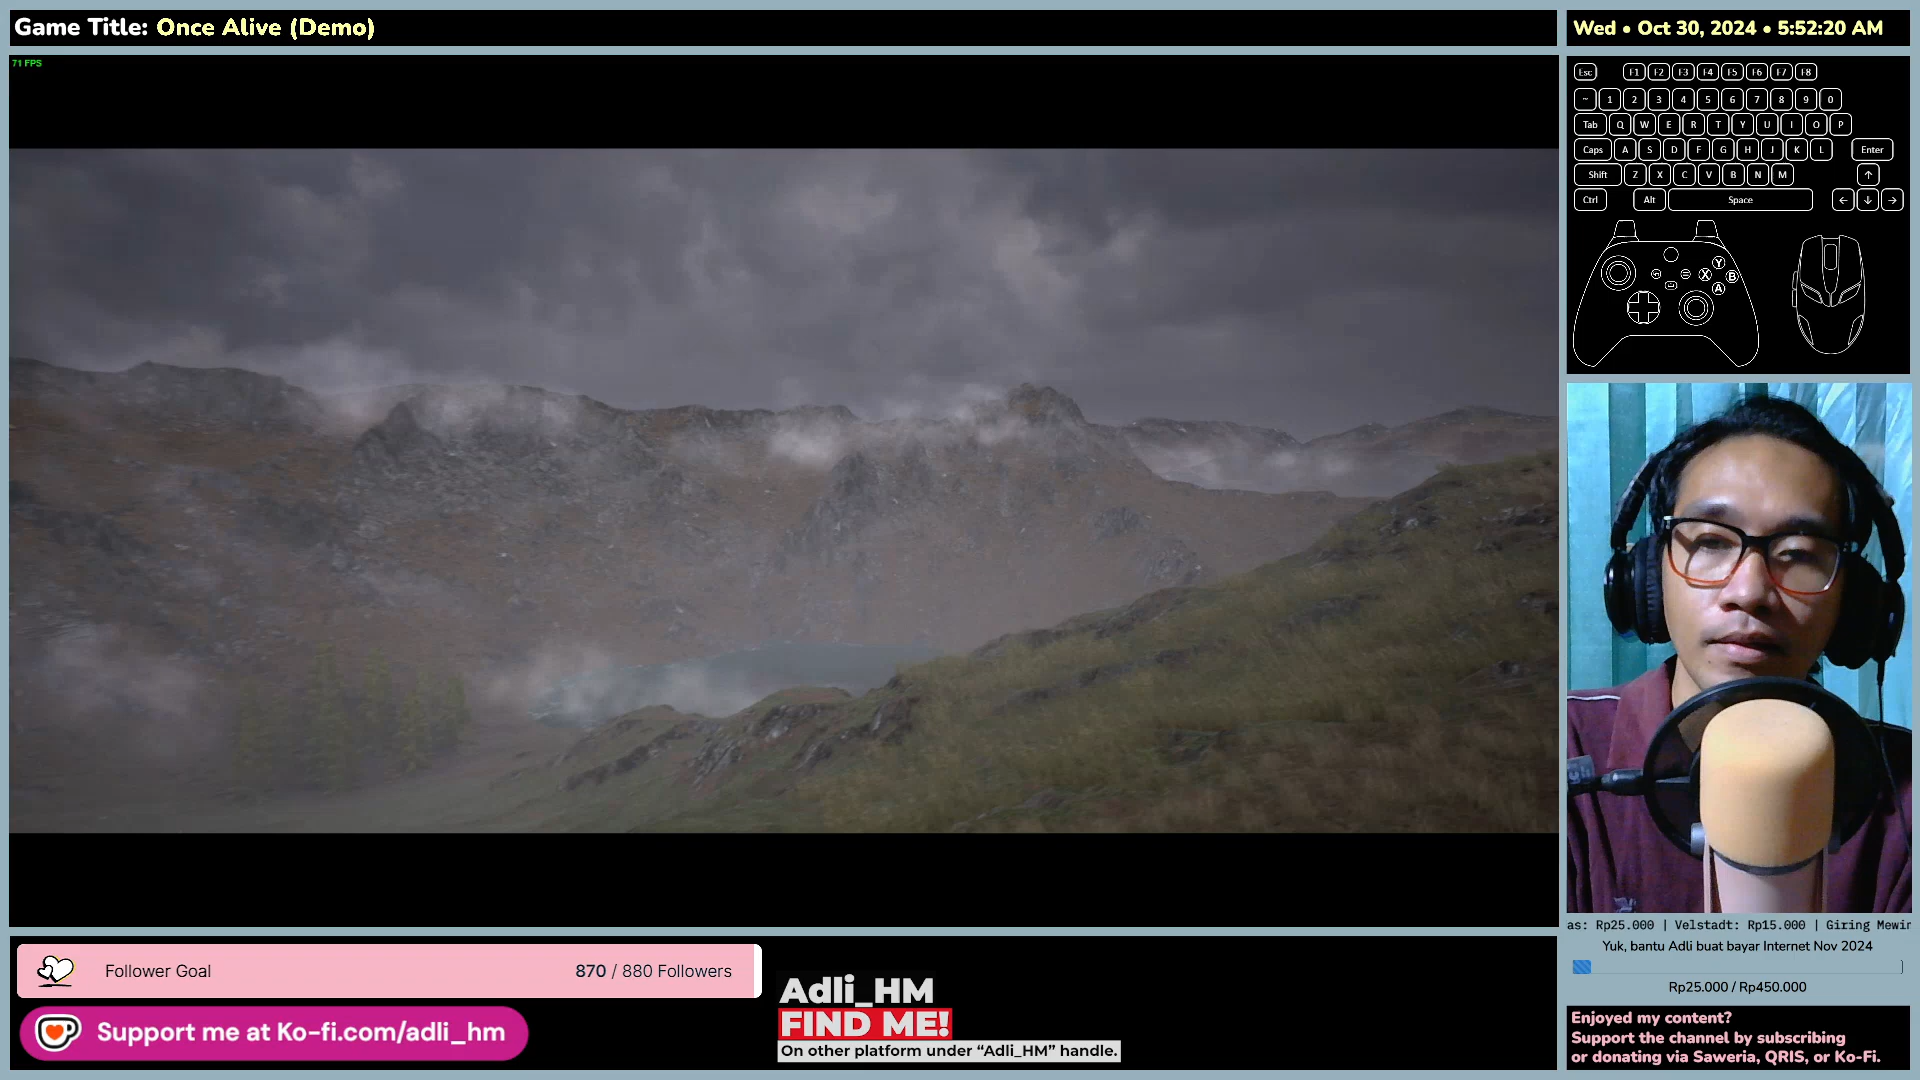 Game Title: Once Alive (Demo)
Wed • Oct 30, 2024 • 5:52:20 AM
71 FPS
Esc F1 F2 F3 F4 F5 F6 F7 F8
~ 1 2 3 4 5 6 7 8 9 0
Tab Q W E R T Y U I O P
Caps A S D F G H J K L Enter
Shift Z X C V B N M ↑
Ctrl Alt Space ← ↓ →
Y
X B
A
as: Rp25.000 | Velstadt: Rp15.000 | Giring Mewin
Yuk, bantu Adli buat bayar Internet Nov 2024
Rp25.000 / Rp450.000
Follower Goal 870 / 880 Followers
Support me at Ko-fi.com/adli_hm
Adli_HM
FIND ME!
On other platform under “Adli_HM” handle.
Enjoyed my content?
Support the channel by subscribing
or donating via Saweria, QRIS, or Ko-Fi.